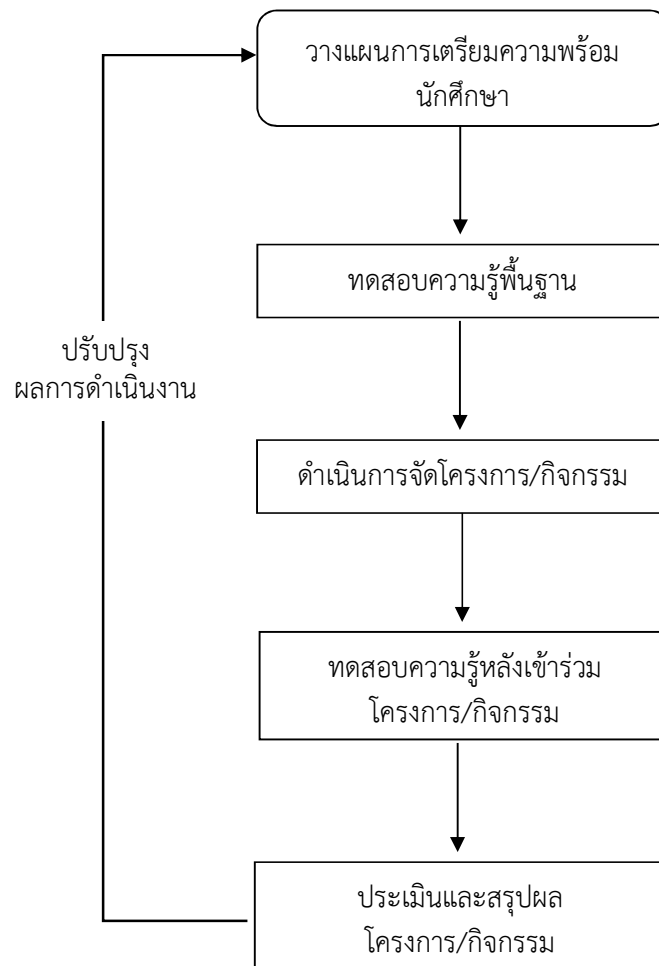 วางแผนการเตรียมความพร้อม
นักศึกษา
ทดสอบความรู้พื้นฐาน
ปรับปรุง
ผลการดำเนินงาน
ดำเนินการจัดโครงการ/กิจกรรม
ทดสอบความรู้หลังเข้าร่วม
โครงการ/กิจกรรม
ประเมินและสรุปผล
โครงการ/กิจกรรม